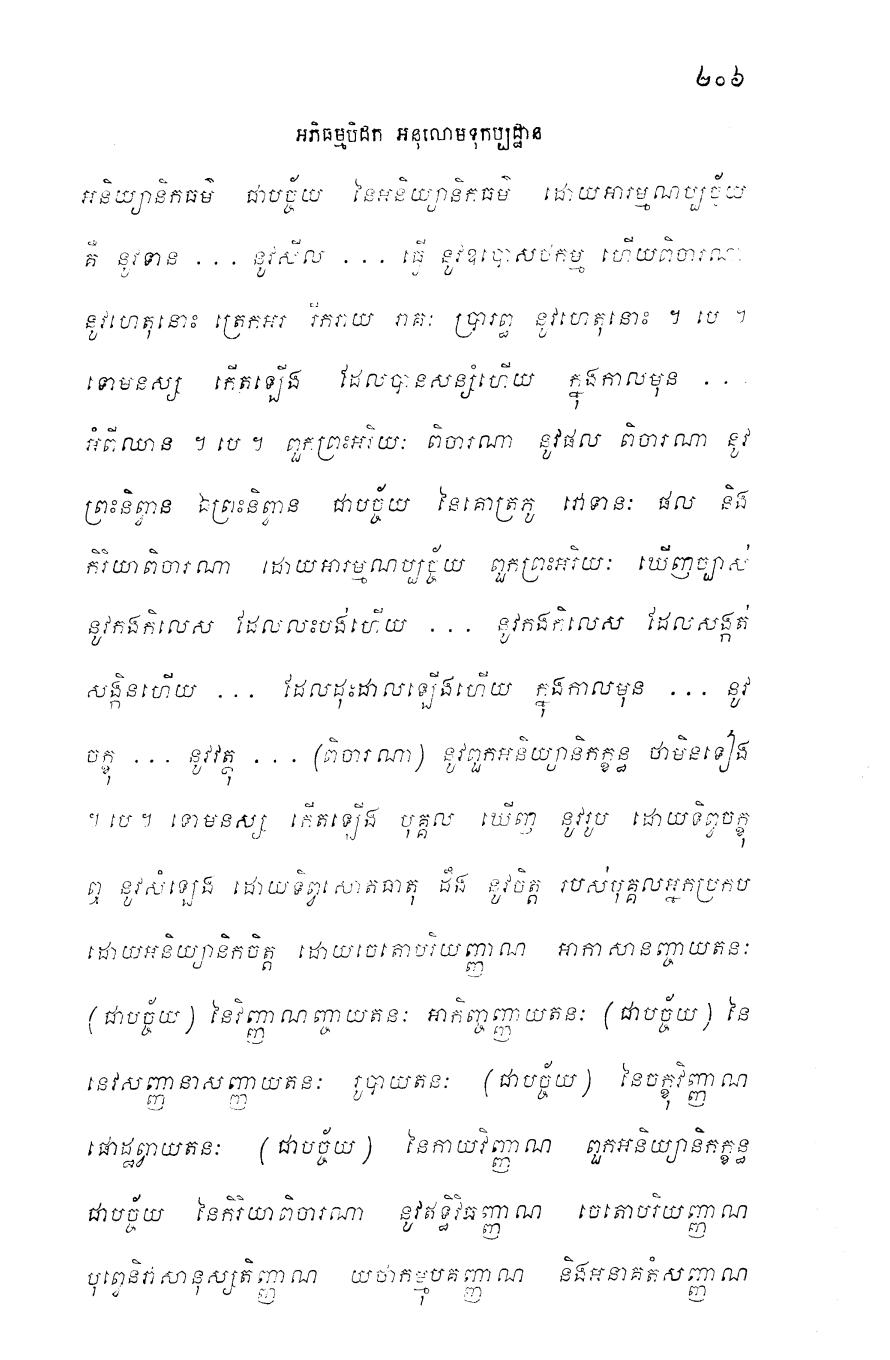 ២០៦
អភិធម្មបិដក អនុលោមទុកប្បដ្ឋាន
អនិយ្យានិកធម៌ ជាបច្ច័យ នៃអនិយ្យានិកធម៌ ដោយអារម្មណប្បច្ច័យ
គឺ នូវទាន . . . នូវសីល . . . ធ្វើ នូវឧបោសថកម្ម ហើយពិចារណា
នូវហេតុនោះ ត្រេកអរ រីករាយ រាគៈ ប្រារព្ធ នូវហេតុនោះ ។ បេ ។
ទោមនស្ស កើតឡើង ដែលបានសន្សំហើយ ក្នុងកាលមុន . . .
អំពីឈាន ។ បេ ។ ពួកព្រះអរិយៈ ពិចារណា នូវផល ពិចារណា នូវ
ព្រះនិព្វាន ឯព្រះនិព្វាន ជាបច្ច័យ នៃគោត្រភូ វោទានៈ ផល និង
កិរិយាពិចារណា ដោយអារម្មណប្បច្ច័យ ពួកព្រះអរិយៈ ឃើញច្បាស់
នូវកងកិលេស ដែលលះបង់ហើយ . . . នូវកងកិលេស ដែលសង្កត់
សង្កិនហើយ . . . ដែលដុះដាលឡើងហើយ ក្នុងកាលមុន . . . នូវ
ចក្ខុ . . . នូវវត្ថុ . . . (ពិចារណា) នូវពួកអនិយ្យានិកក្ខន្ធ ថាមិនទៀង
។ បេ ។ ទោមនស្ស កើតឡើង បុគ្គល ឃើញ នូវរូប ដោយទិព្វចក្ខុ
ឮ នូវសំឡេង ដោយទិព្វសោតធាតុ ដឹង នូវចិត្ត របស់បុគ្គលអ្នកប្រកប
ដោយអនិយ្យានិកចិត្ត ដោយចេតោបរិយញ្ញាណ អាកាសានញ្ចាយតនៈ
(ជាបច្ច័យ) នៃវិញ្ញាណញ្ចាយតនៈ អាកិញ្ចញ្ញាយតនៈ (ជាបច្ច័យ) នៃ
នេវសញ្ញានាសញ្ញាយតនៈ រូបាយតនៈ (ជាបច្ច័យ) នៃចក្ខុវិញ្ញាណ
ផោដ្ឋព្វាយតនៈ (ជាបច្ច័យ) នៃកាយវិញ្ញាណ ពួកអនិយ្យានិកក្ខន្ធ
ជាបច្ច័យ នៃកិរិយាពិចារណា នូវឥទ្ធិវិធញ្ញាណ ចេតោបរិយញ្ញាណ
បុព្វេនិវាសានុស្សតិញ្ញាណ យថាកម្មុបគញ្ញាណ និងអនាគតំសញ្ញាណ